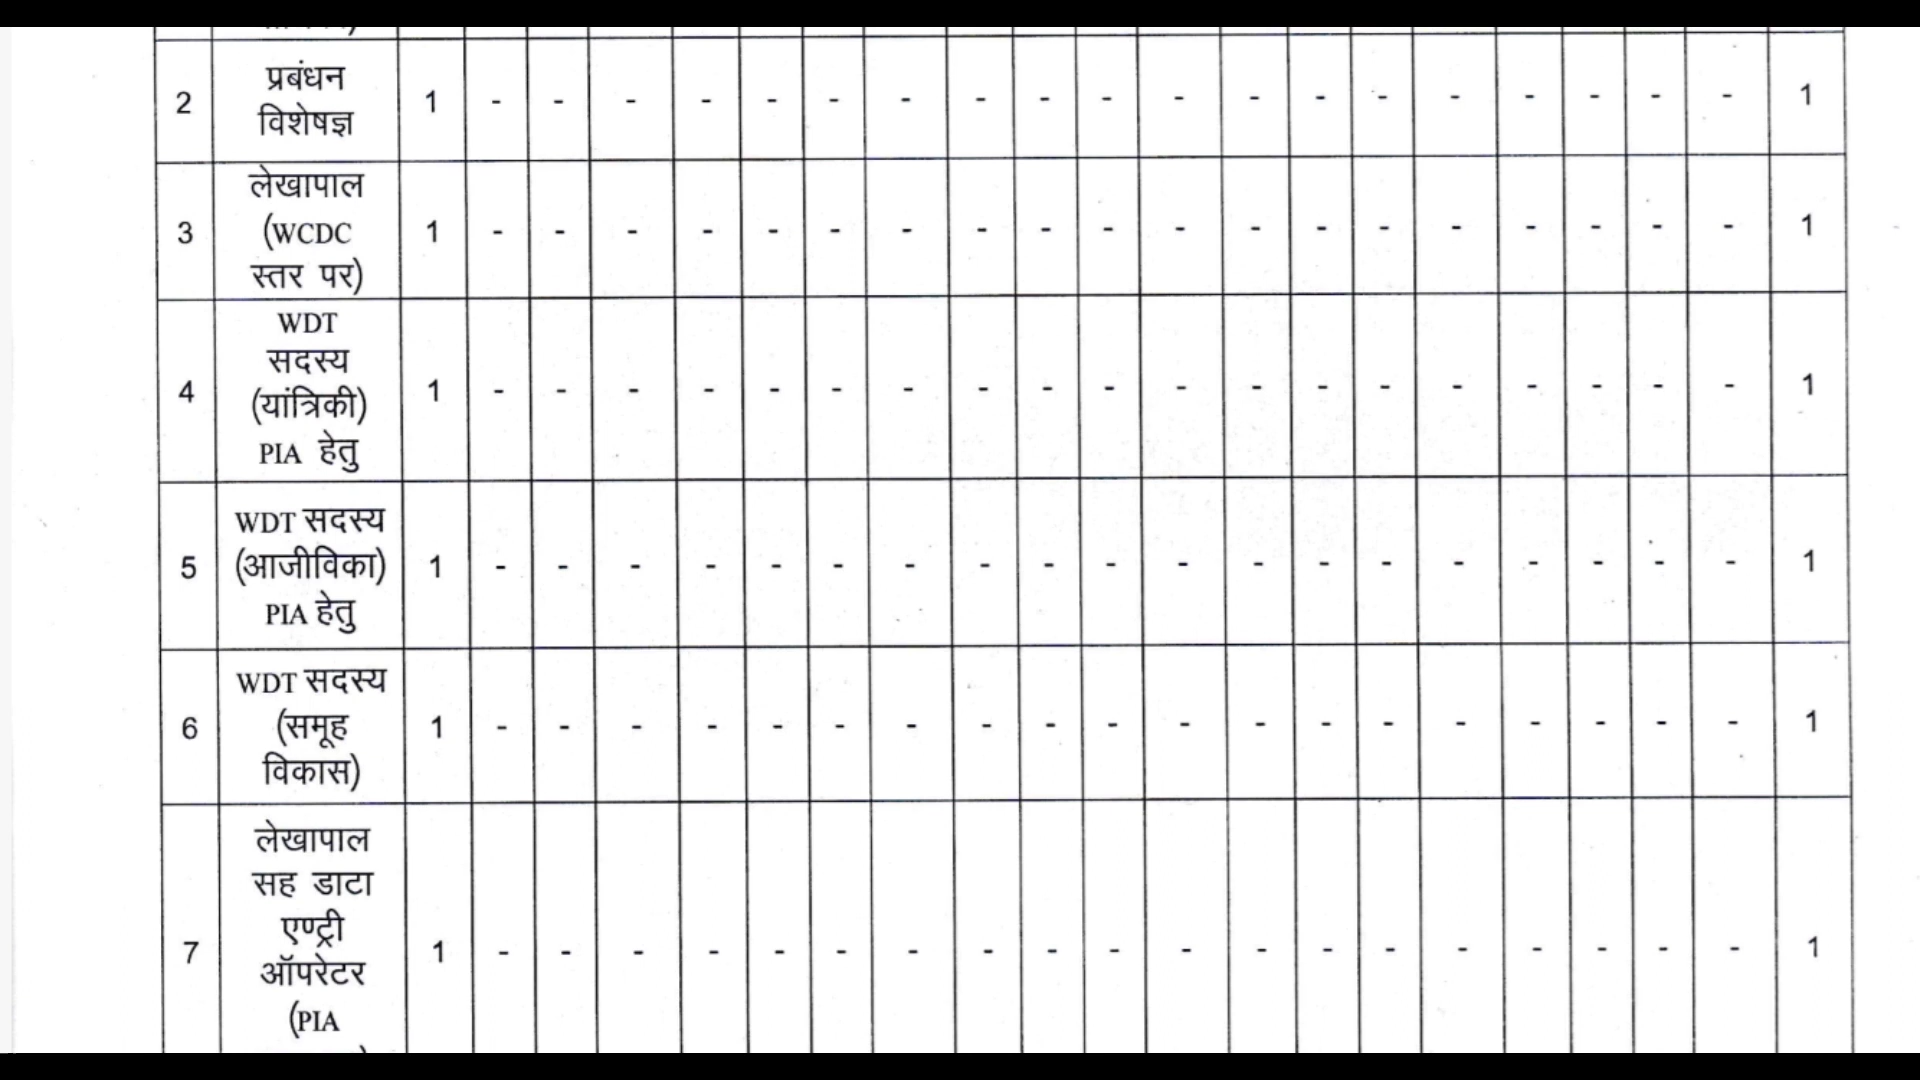 2
प्रबंधन
विशेषज्ञ
1 - - - - - - - - - - - - - - - - - - - 1
3
लेखापाल
(WCDC
स्तर पर)
1 - - - - - - - - - - - - - - - - - - - 1
4
WDT
सदस्य
(यांत्रिकी)
PIA हेतु
1 - - - - - - - - - - - - - - - - - - - 1
5
WDT सदस्य
(आजीविका)
PIA हेतु
1 - - - - - - - - - - - - - - - - - - - 1
6
WDT सदस्य
(समूह
विकास)
1 - - - - - - - - - - - - - - - - - - - 1
7
लेखापाल
सह डाटा
एण्ट्री
ऑपरेटर
(PIA
1 - - - - - - - - - - - - - - - - - - - 1